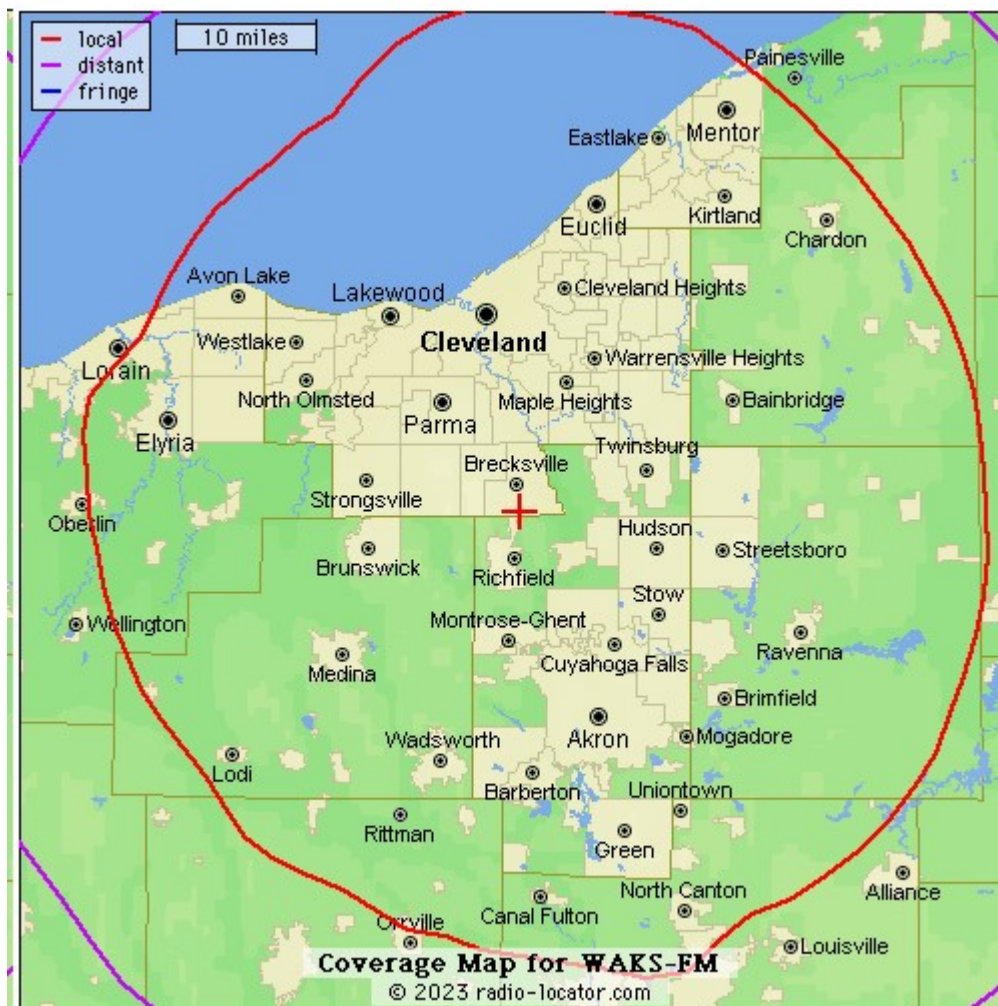 local
10 miles
distant
fringe
Painesville
Mentor
Eastlake
Kirtland
Euclid
Chardon
Avon Lake
Lakewood
Cleveland Heights
Cleveland
Westlake
Lorain
Warrensville Heights
North Olmsted
Maple Heights
Bainbridge
Parma
Elyria
Twinsburg
Brecksville
Strongsville
Oberlin
Hudson
Streetsboro
Brunswick
Richfield
Stow
Montrose-Ghent
Wellington
Ravenna
Cuyahoga Falls
Medina
Brimfield
Akron
Mogadore
Wadsworth
Lodi
Barberton
Uniontown
Rittman
Green
North Canton
Alliance
Canal Fulton
Orrville
Louisville
Coverage Map for WAKS-FM
© 2023 radio-locator.com